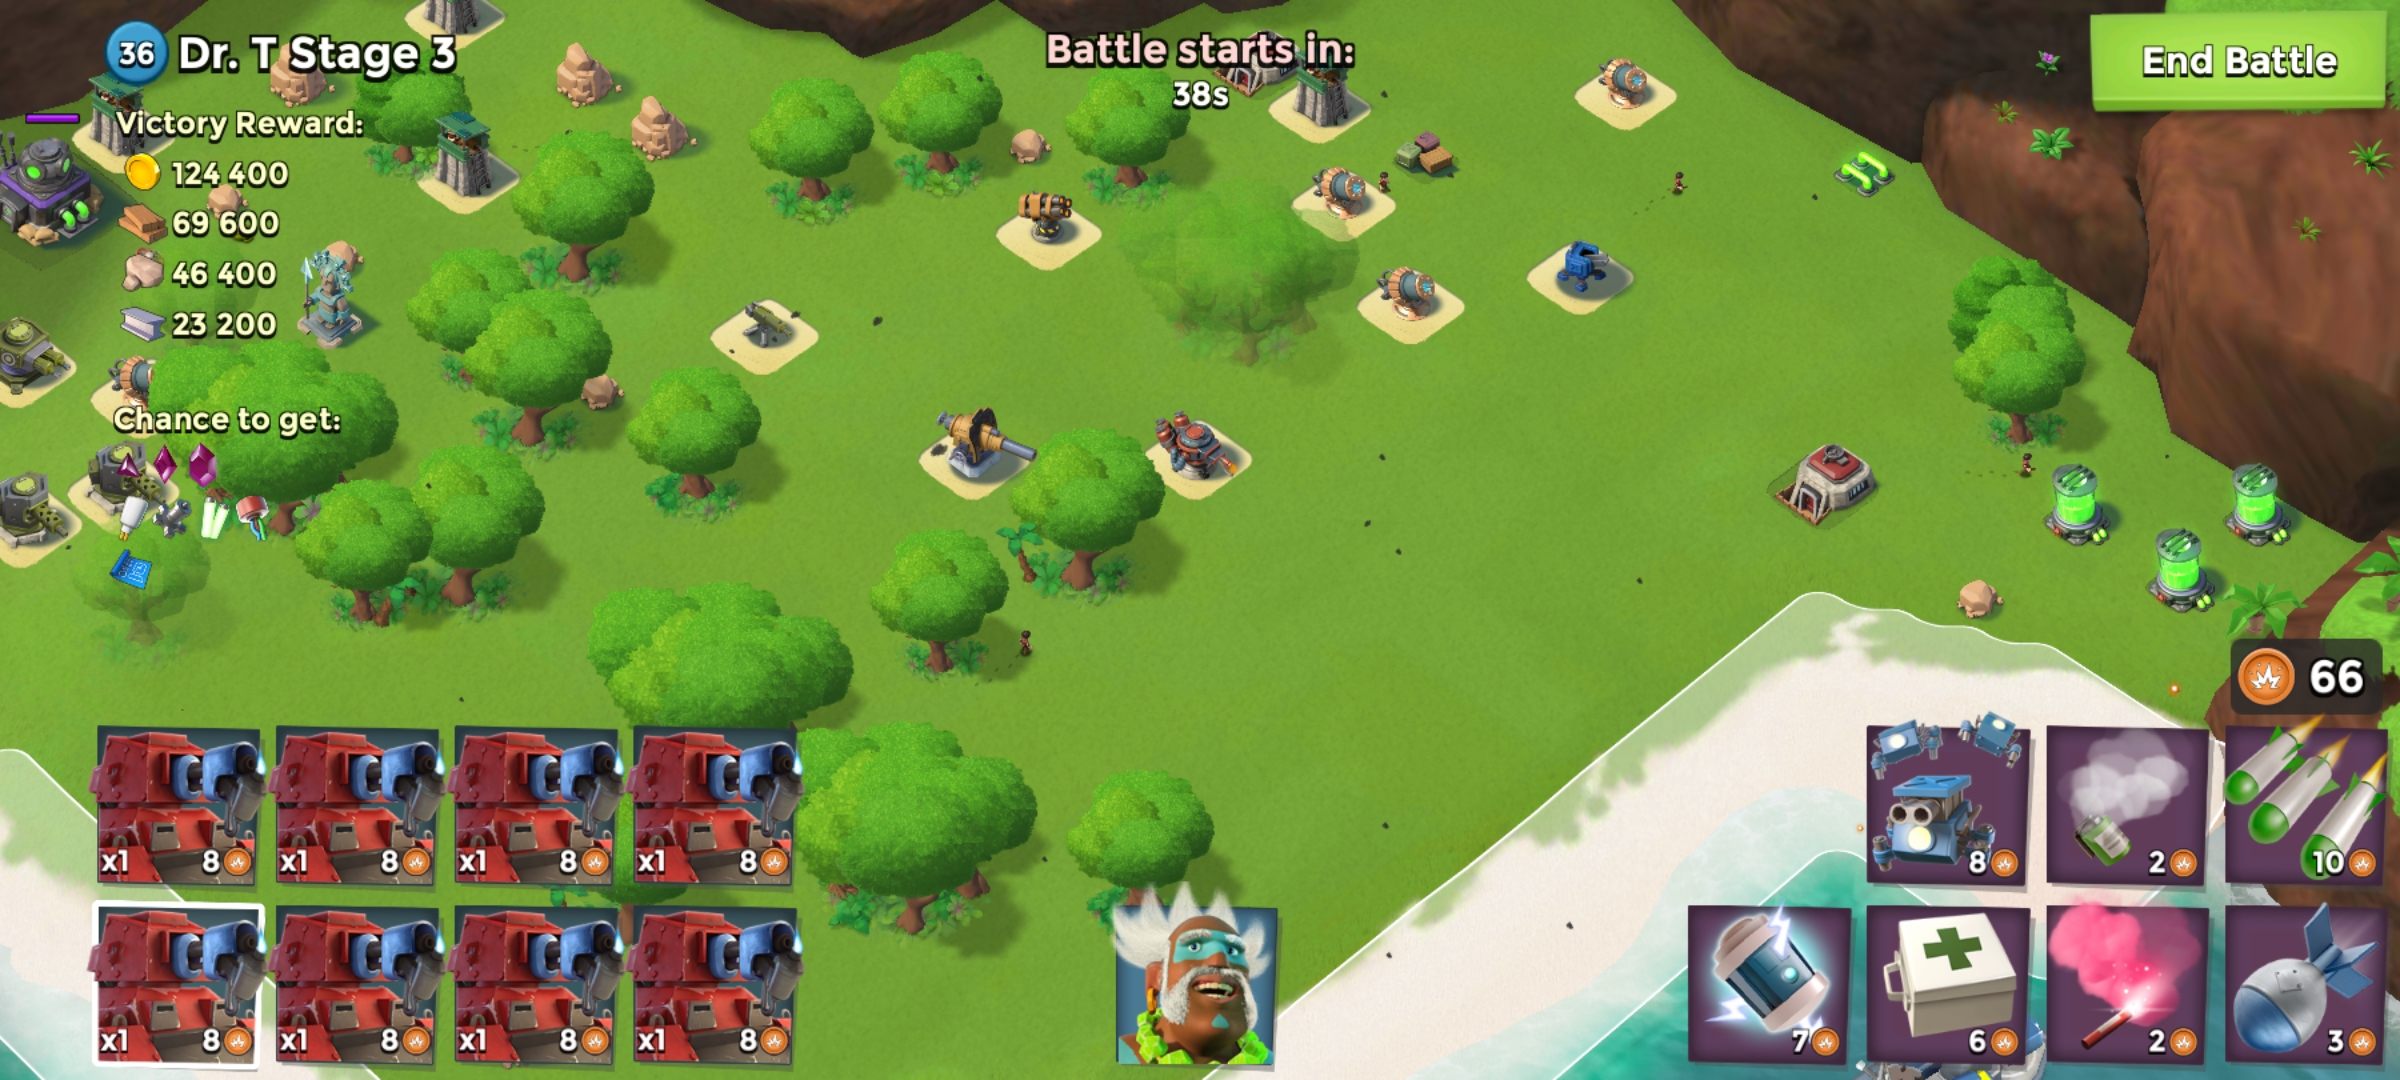 36 Dr. T Stage 3
Battle starts in:
38s
End Battle
Victory Reward:
124 400
69 600
46 400
23 200
Chance to get:
66
x1 8
x1 8
x1 8
x1 8
8
2
10
x1 8
x1 8
x1 8
x1 8
7
6
2
3